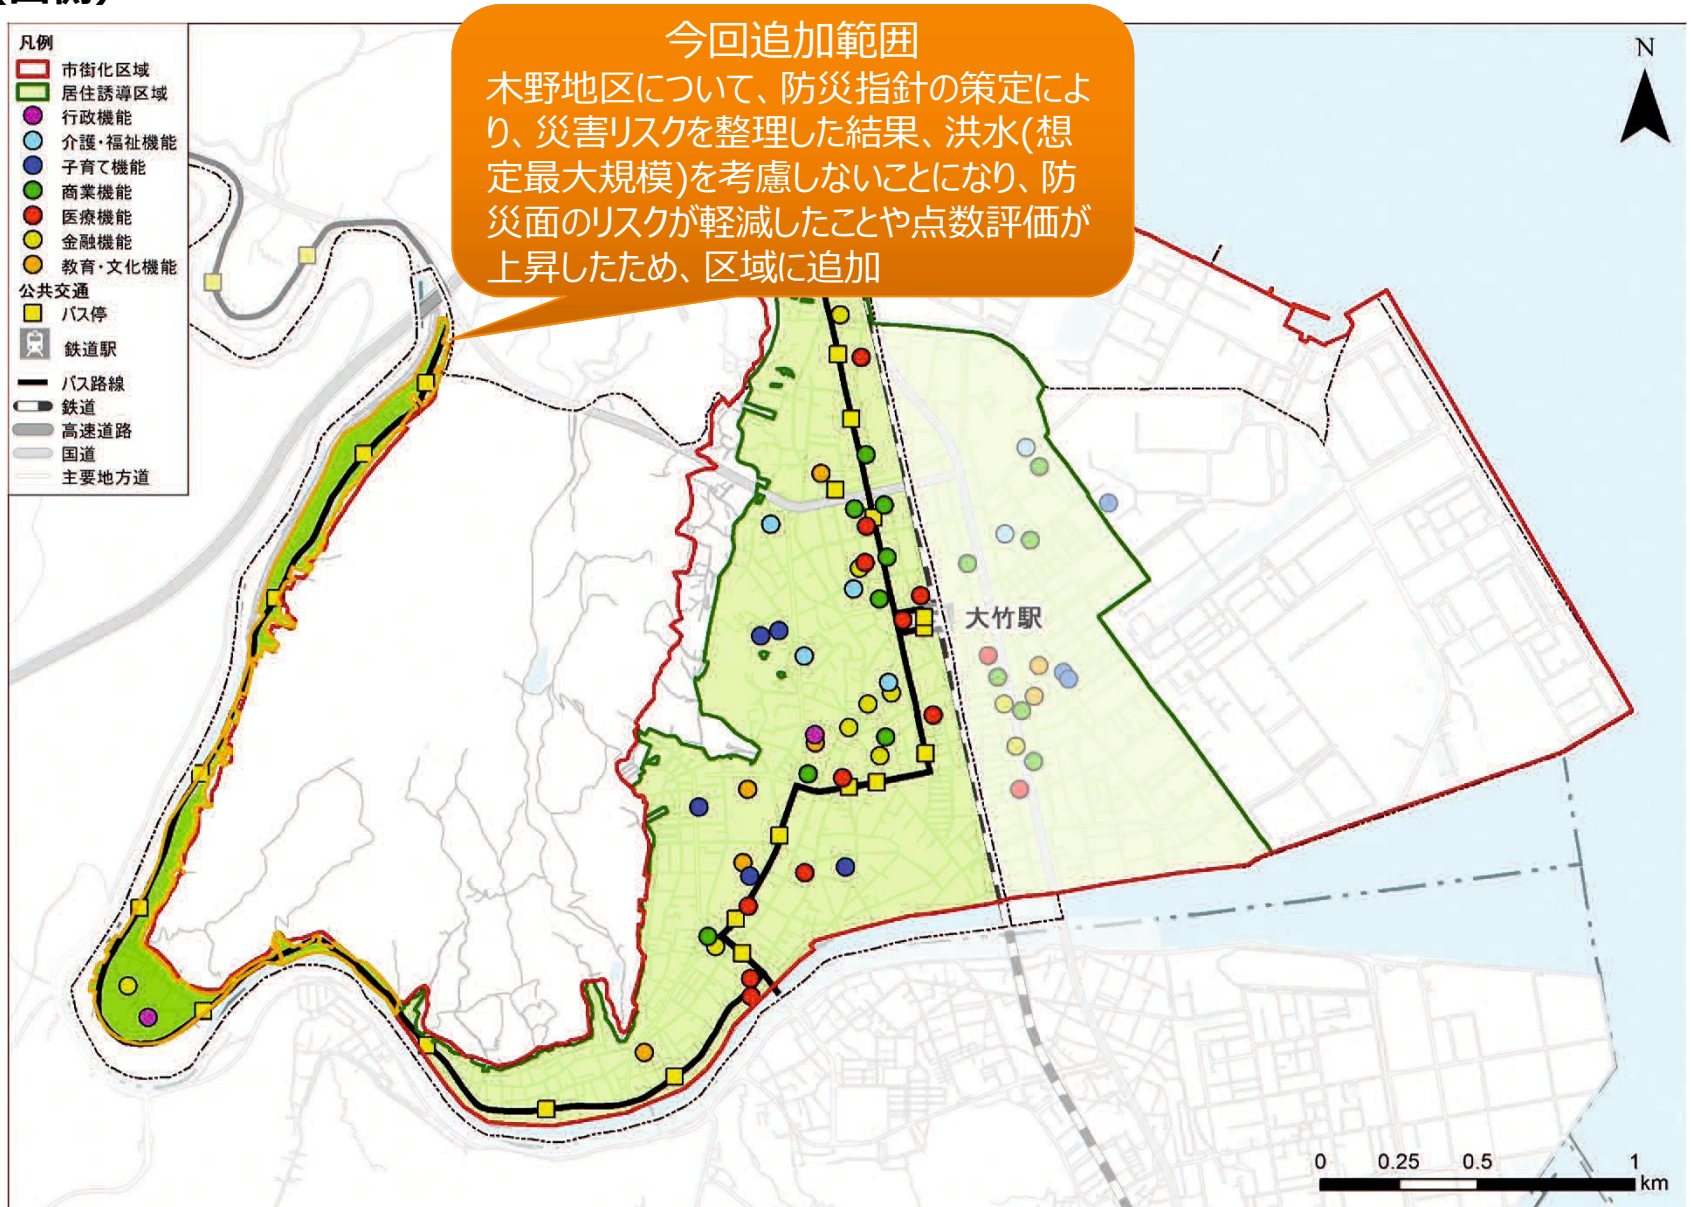 今回追加範囲
木野地区について、防災指針の策定によ
り、災害リスクを整理した結果、洪水(想
定最大規模)を考慮しないことになり、防
災面のリスクが軽減したことや点数評価が
上昇したため、区域に追加
凡例
市街化区域
居住誘導区域
行政機能
介護・福祉機能
子育て機能
商業機能
医療機能
金融機能
教育・文化機能
公共交通
バス停
鉄道駅
バス路線
鉄道
高速道路
国道
主要地方道
N
大竹駅
0 0.25 0.5 1
km